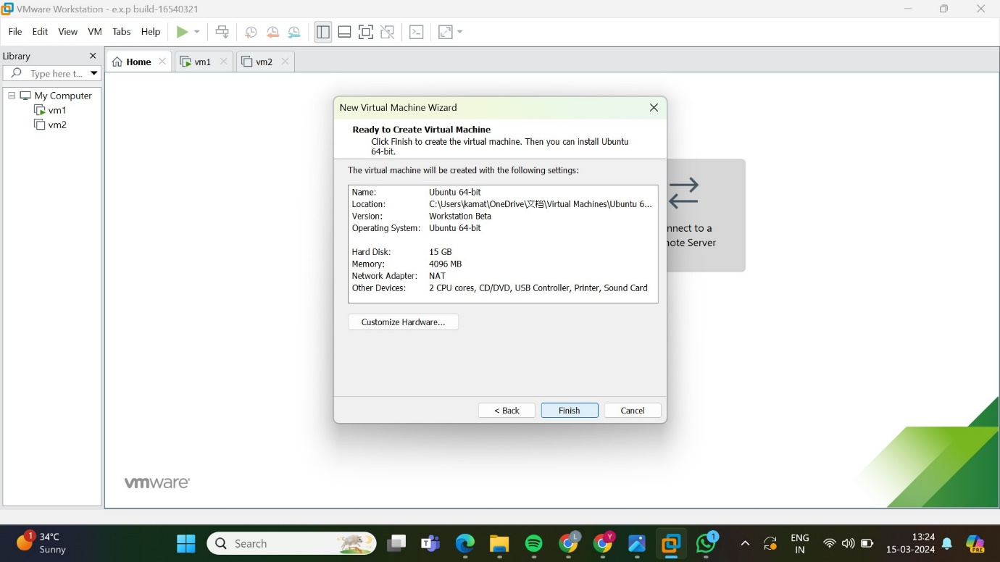 VMware Workstation - e.x.p build-16540321
File Edit View VM Tabs Help
Library
Type here t...
Home
vm1
vm2
My Computer
vm1
vm2
New Virtual Machine Wizard
Ready to Create Virtual Machine
Click Finish to create the virtual machine. Then you can install Ubuntu
64-bit.
The virtual machine will be created with the following settings:
Name: Ubuntu 64-bit
Location: C:\Users\kamat\OneDrive\文档\Virtual Machines\Ubuntu 6...
Version: Workstation Beta
Operating System: Ubuntu 64-bit
Hard Disk: 15 GB
Memory: 4096 MB
Network Adapter: NAT
Other Devices: 2 CPU cores, CD/DVD, USB Controller, Printer, Sound Card
Customize Hardware...
< Back Finish Cancel
nnect to a
ote Server
vmware
1
34°C
Sunny
Search
L
Y
1
ENG
IN
13:24
15-03-2024
PRE